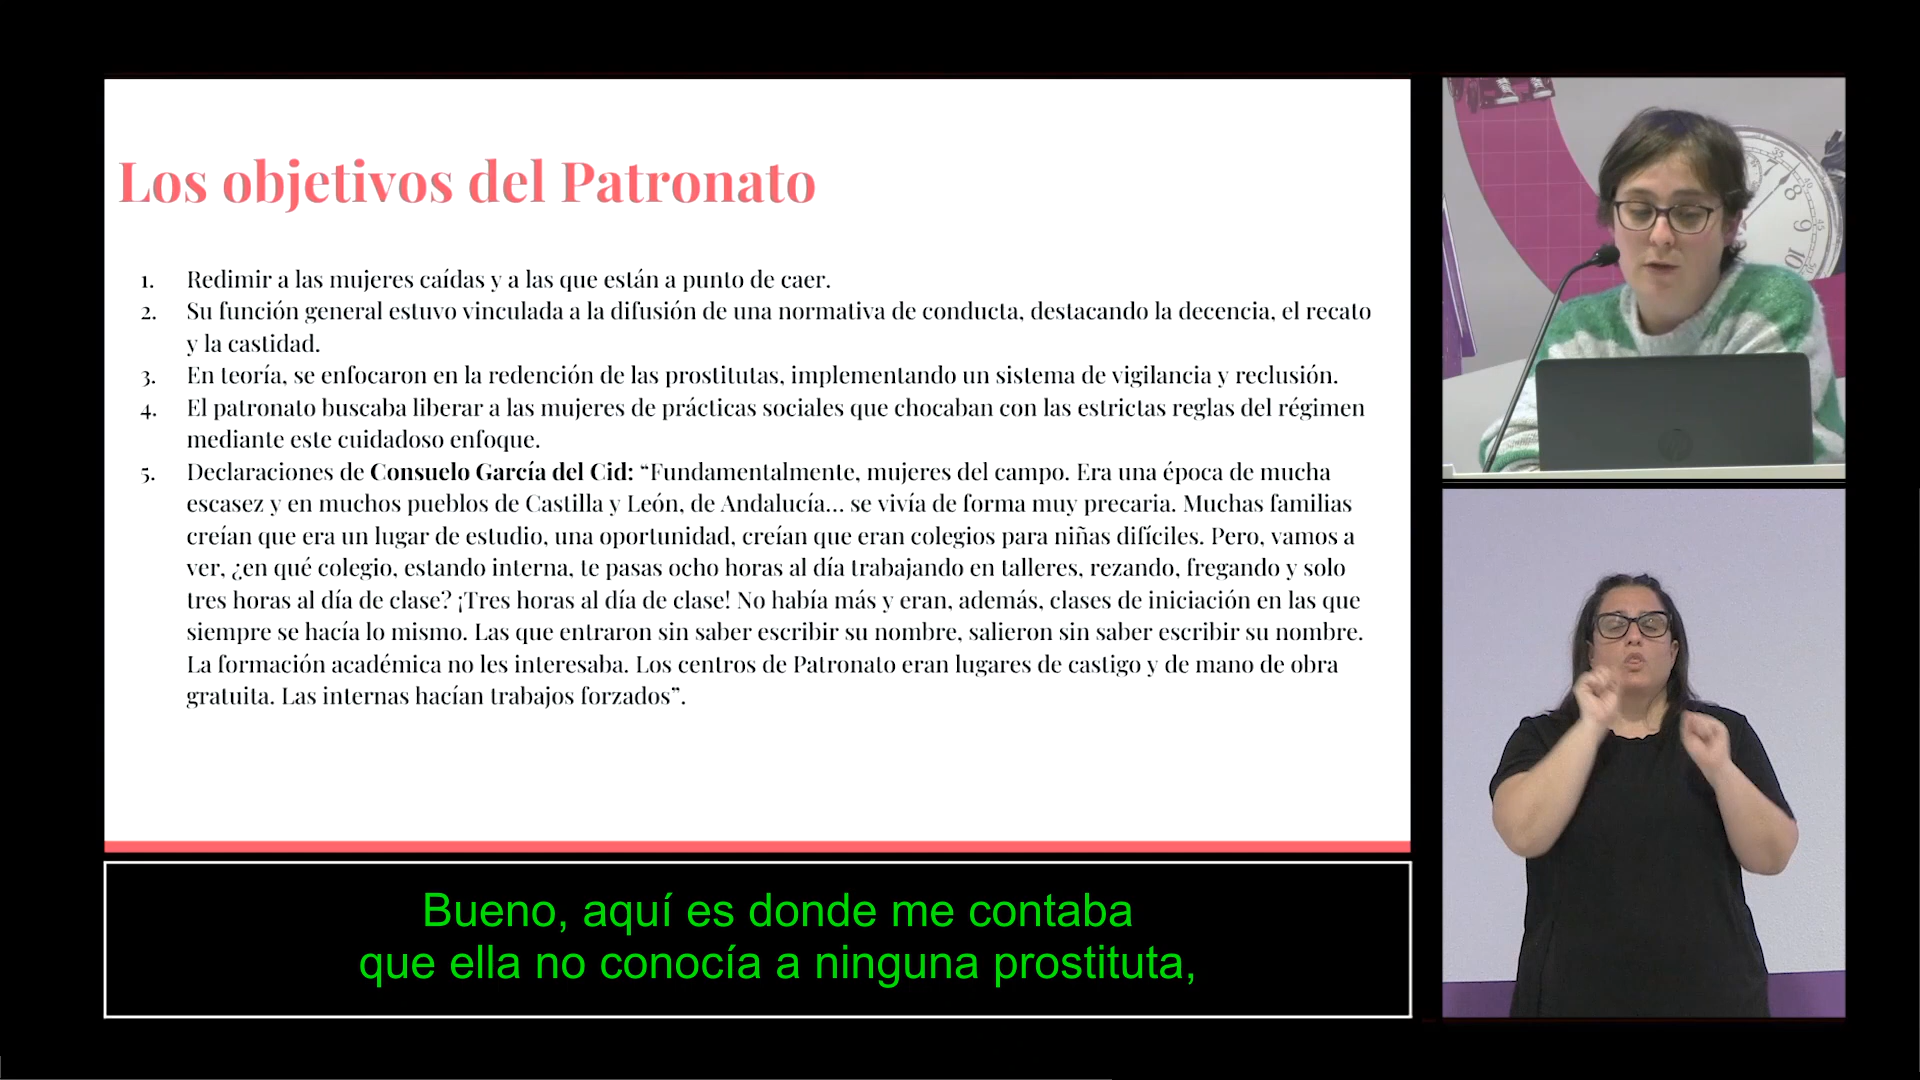 Los objetivos del Patronato
1. Redimir a las mujeres caídas y a las que están a punto de caer.
2. Su función general estuvo vinculada a la difusión de una normativa de conducta, destacando la decencia, el recato
y la castidad.
3. En teoría, se enfocaron en la redención de las prostitutas, implementando un sistema de vigilancia y reclusión.
4. El patronato buscaba liberar a las mujeres de prácticas sociales que chocaban con las estrictas reglas del régimen
mediante este cuidadoso enfoque.
5. Declaraciones de Consuelo García del Cid: “Fundamentalmente, mujeres del campo. Era una época de mucha
escasez y en muchos pueblos de Castilla y León, de Andalucía... se vivía de forma muy precaria. Muchas familias
creían que era un lugar de estudio, una oportunidad, creían que eran colegios para niñas difíciles. Pero, vamos a
ver, ¿en qué colegio, estando interna, te pasas ocho horas al día trabajando en talleres, rezando, fregando y solo
tres horas al día de clase? ¡Tres horas al día de clase! No había más y eran, además, clases de iniciación en las que
siempre se hacía lo mismo. Las que entraron sin saber escribir su nombre, salieron sin saber escribir su nombre.
La formación académica no les interesaba. Los centros de Patronato eran lugares de castigo y de mano de obra
gratuita. Las internas hacían trabajos forzados”.
Bueno, aquí es donde me contaba
que ella no conocía a ninguna prostituta,